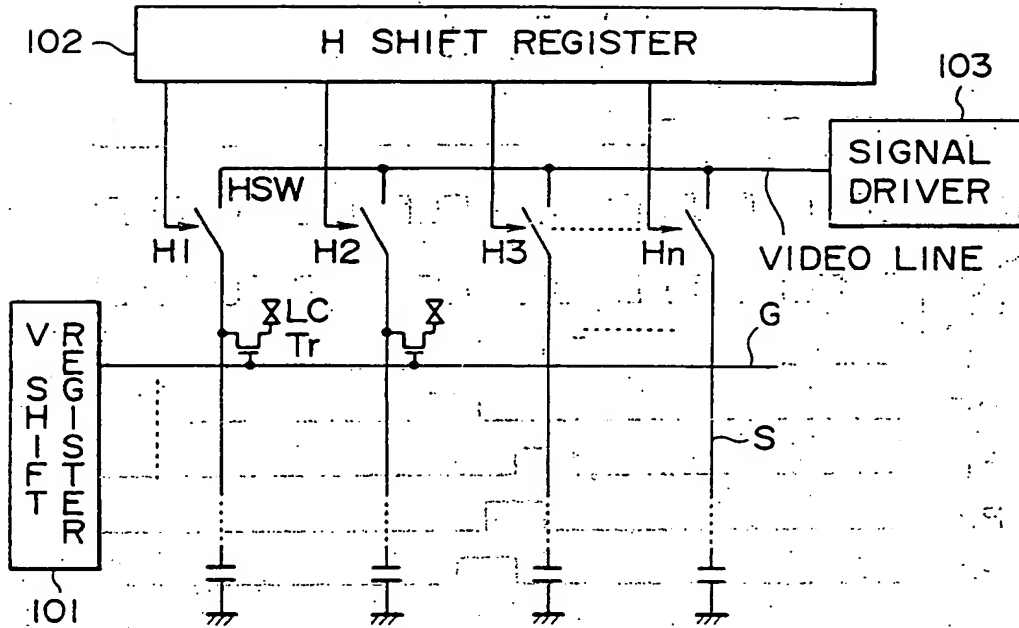 102
H SHIFT REGISTER
103
SIGNAL
DRIVER
HSW
H1
H2
H3
Hn
VIDEO LINE
LC
Tr
G
S
V SHIFT
REGISTER
101